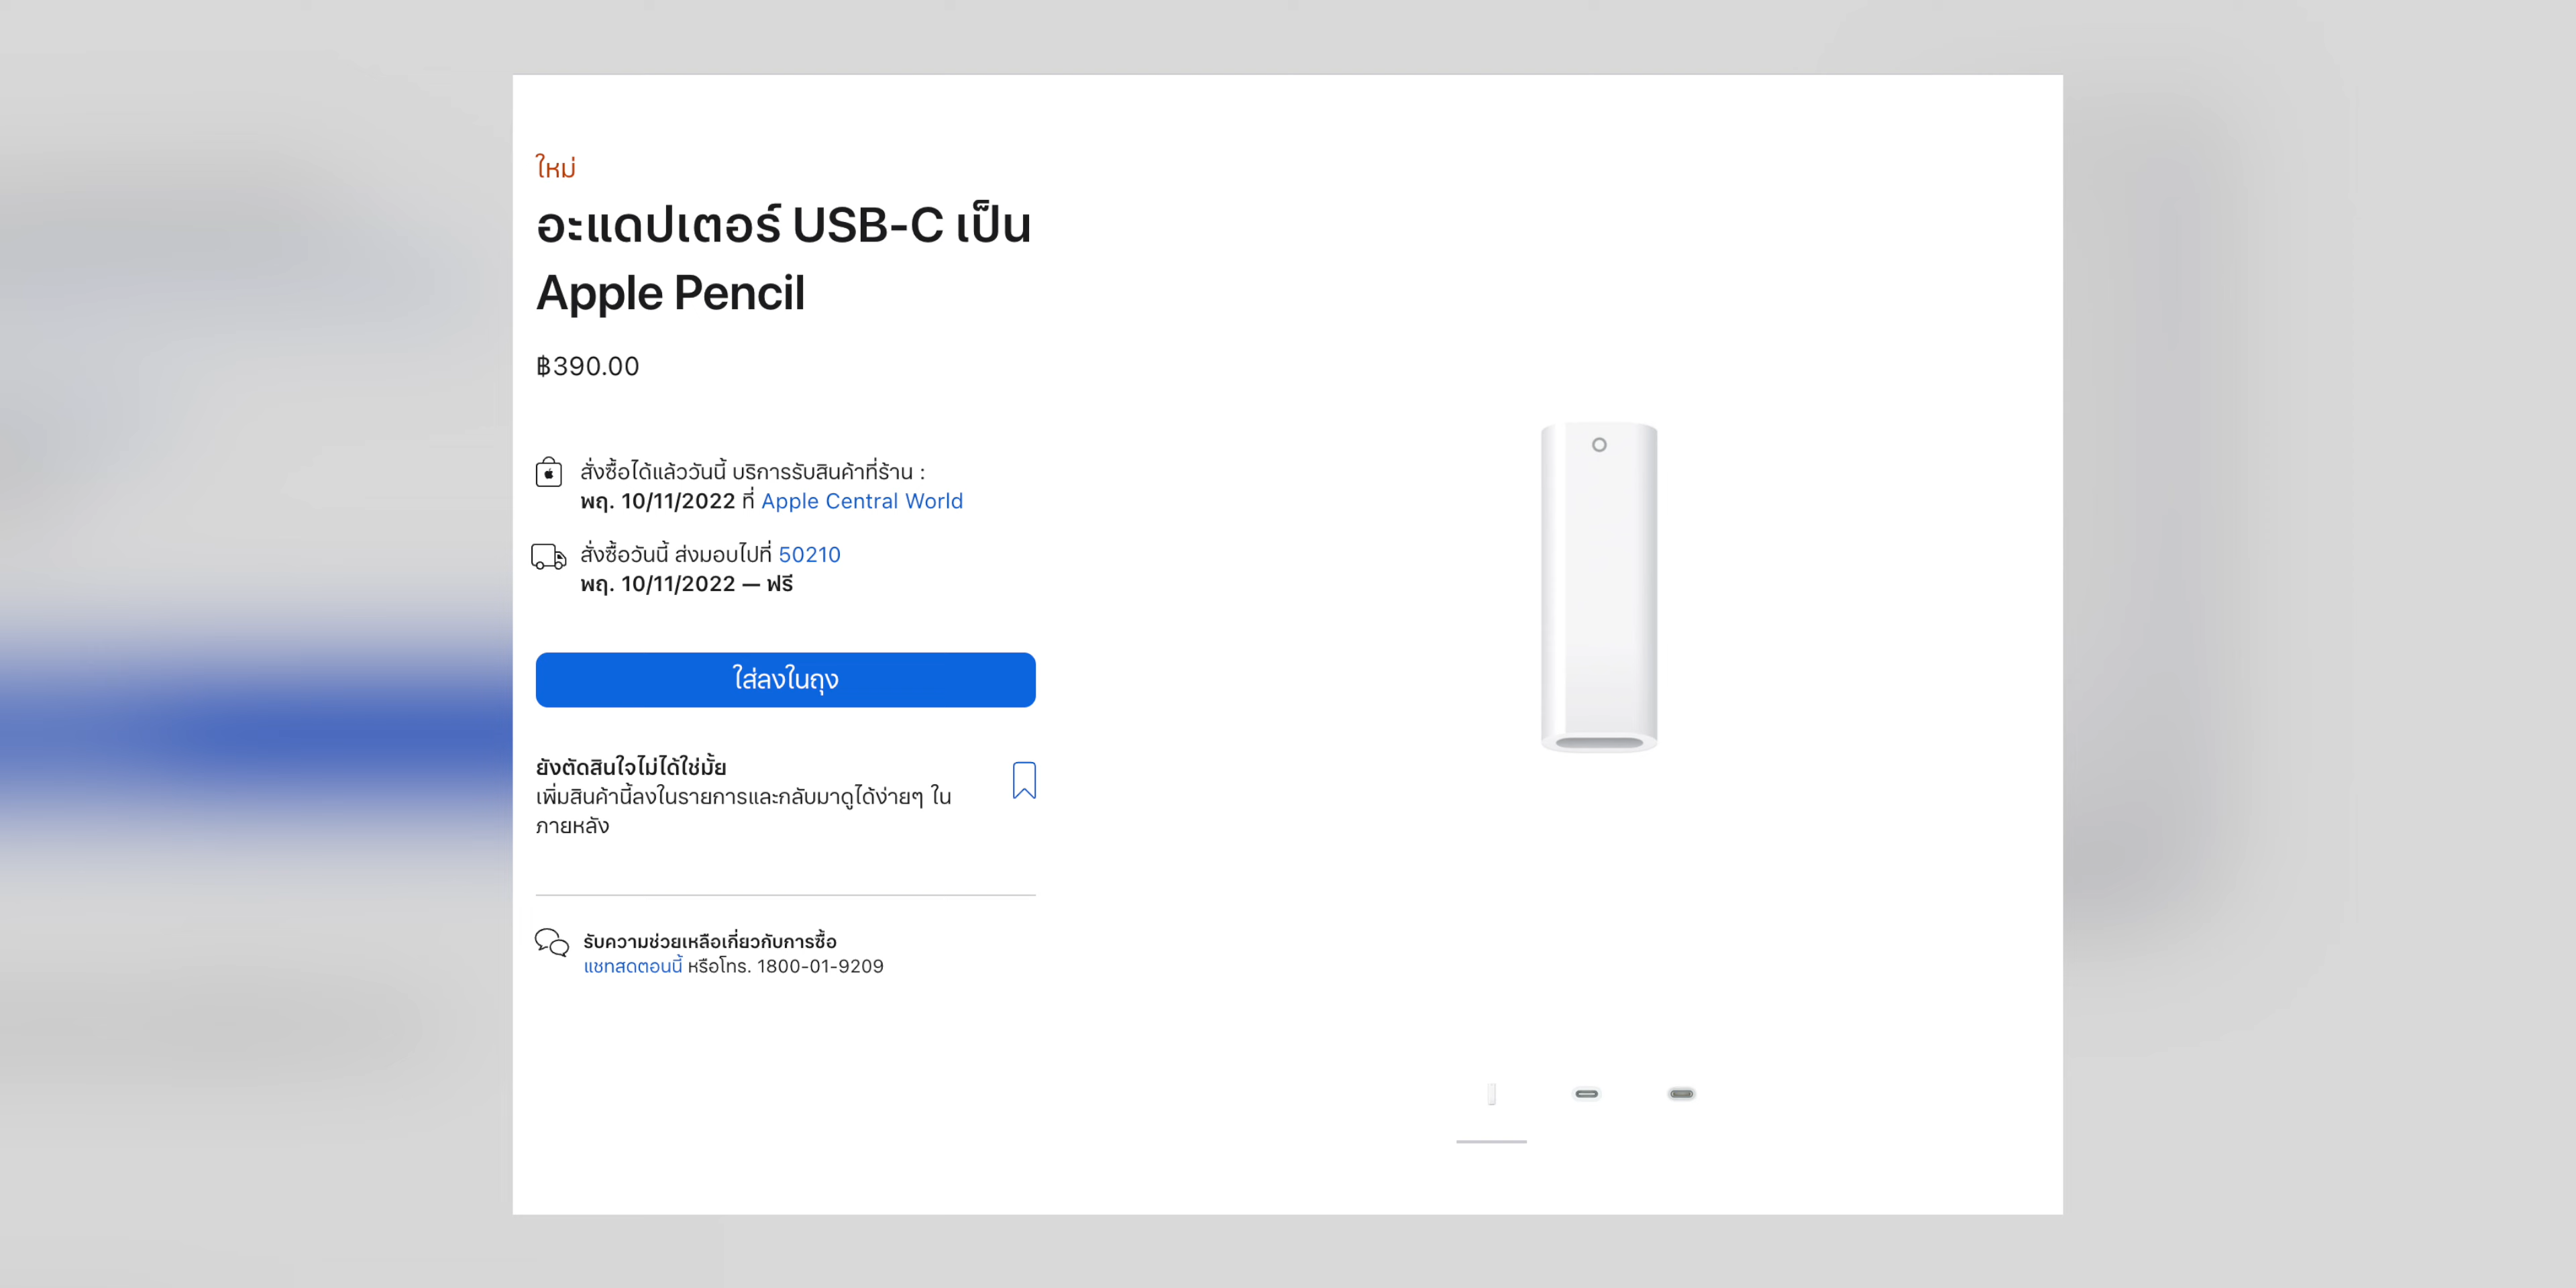 ใหม่
อะแดปเตอร์ USB-C เป็น
Apple Pencil
฿390.00
สั่งซื้อได้แล้ววันนี้ บริการรับสินค้าที่ร้าน :
พฤ. 10/11/2022 ที่ Apple Central World
สั่งซื้อวันนี้ ส่งมอบไปที่ 50210
พฤ. 10/11/2022 — ฟรี
ใส่ลงในถุง
ยังตัดสินใจไม่ได้ใช่มั้ย
เพิ่มสินค้านี้ลงในรายการและกลับมาดูได้ง่ายๆ ใน
ภายหลัง
รับความช่วยเหลือเกี่ยวกับการซื้อ
แชทสดตอนนี้ หรือโทร. 1800-01-9209